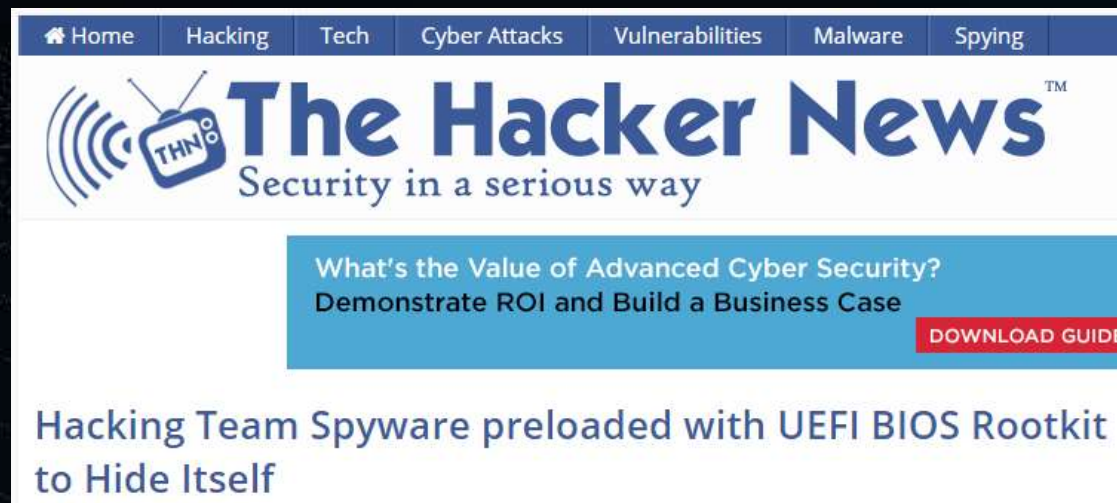 Home Hacking Tech Cyber Attacks Vulnerabilities Malware Spying
THN
The Hacker News™
Security in a serious way
What's the Value of Advanced Cyber Security?
Demonstrate ROI and Build a Business Case
DOWNLOAD GUIDE
Hacking Team Spyware preloaded with UEFI BIOS Rootkit
to Hide Itself